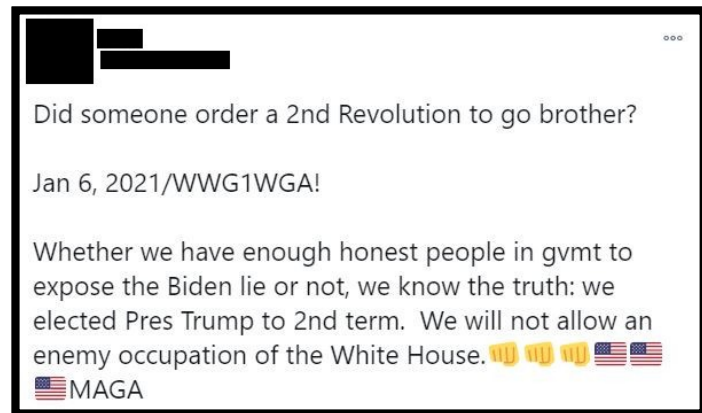 Did someone order a 2nd Revolution to go brother?
Jan 6, 2021/WWG1WGA!
Whether we have enough honest people in gvmt to
expose the Biden lie or not, we know the truth: we
elected Pres Trump to 2nd term.  We will not allow an
enemy occupation of the White House.👊👊👊🇺🇸🇺🇸
🇺🇸MAGA